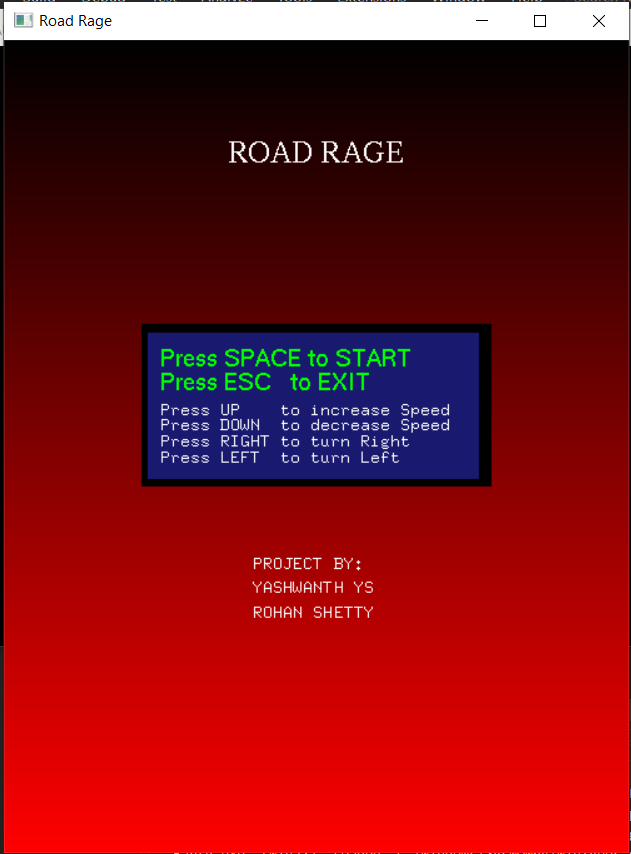 Road Rage
ROAD RAGE
Press SPACE to START
Press ESC to EXIT
Press UP to increase Speed
Press DOWN to decrease Speed
Press RIGHT to turn Right
Press LEFT to turn Left
PROJECT BY:
YASHWANTH YS
ROHAN SHETTY